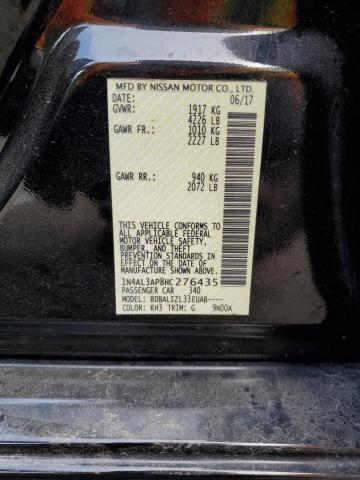 MFD BY NISSAN MOTOR CO., LTD.
DATE: 06/17
GVWR: 1917 KG
4226 LB
GAWR FR.: 1010 KG
2227 LB
GAWR RR.: 940 KG
2072 LB
THIS VEHICLE CONFORMS TO
ALL APPLICABLE FEDERAL
MOTOR VEHICLE SAFETY,
BUMPER, AND THEFT
PREVENTION STANDARDS
IN EFFECT ON THE DATE OF
MANUFACTURE SHOWN ABOVE.
1N4AL3AP8HC276435
PASSENGER CAR 340
MODEL: BDBALIZL33EUA8----
COLOR: KH3 TRIM: G 9N00A